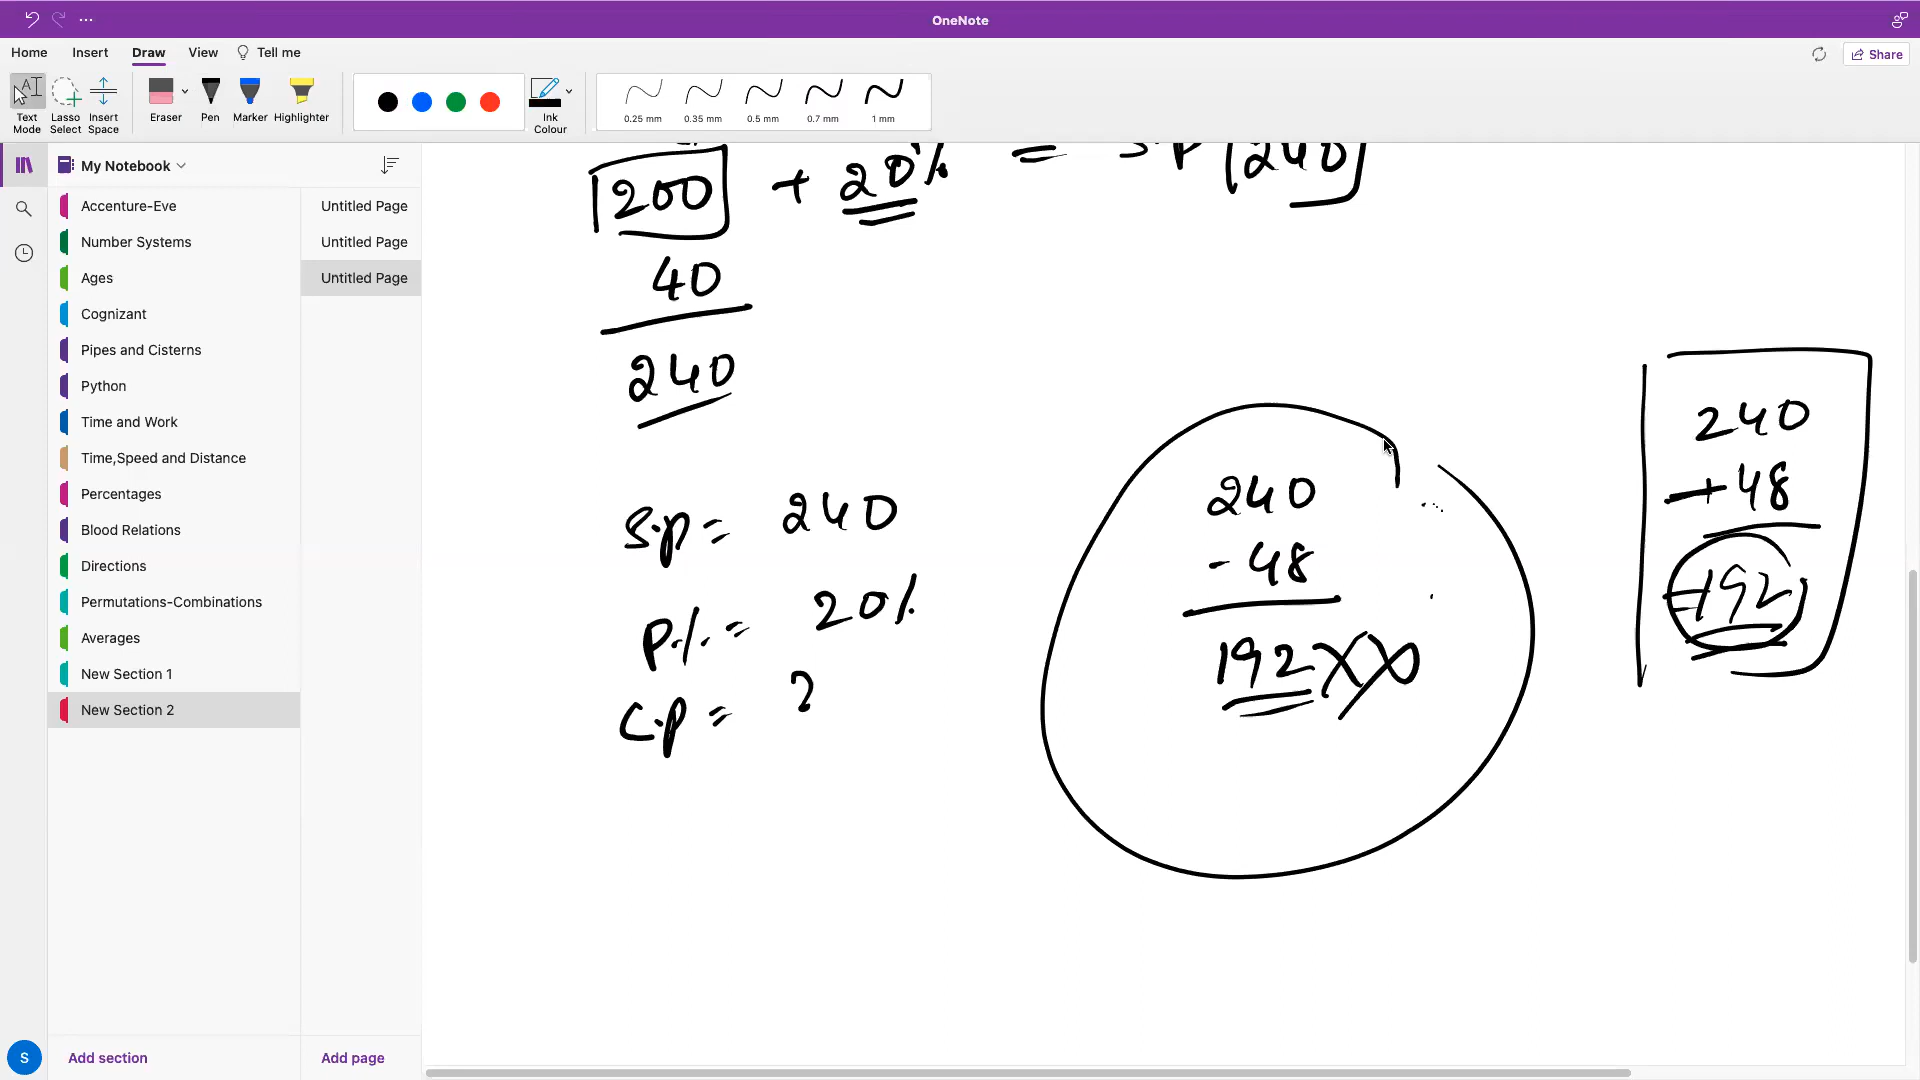 OneNote
Home Insert Draw View Tell me
Share
Text Mode
Lasso Select
Insert Space
Eraser
Pen
Marker
Highlighter
Ink Colour
0.25 mm
0.35 mm
0.5 mm
0.7 mm
1 mm
My Notebook
Accenture-Eve
Number Systems
Ages
Cognizant
Pipes and Cisterns
Python
Time and Work
Time,Speed and Distance
Percentages
Blood Relations
Directions
Permutations-Combinations
Averages
New Section 1
New Section 2
Add section
Untitled Page
Untitled Page
Untitled Page
Add page
S
200 + 20% = S.P 240
40
240
S.P = 240
P.%. = 20%
C.P = ?
240
- 48
192
240
48
192